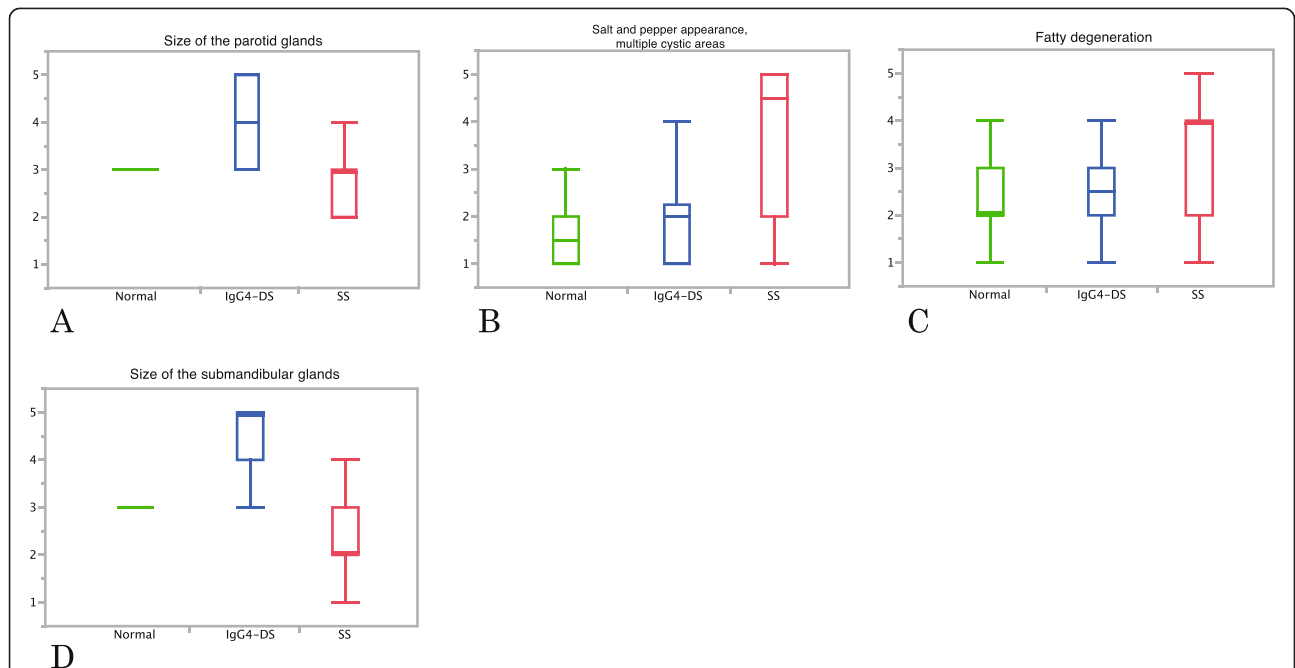 Size of the parotid glands
5
4
3
2
1
Normal IgG4-DS SS
A
Salt and pepper appearance,
multiple cystic areas
5
4
3
2
1
Normal IgG4-DS SS
B
Fatty degeneration
5
4
3
2
1
Normal IgG4-DS SS
C
Size of the submandibular glands
5
4
3
2
1
Normal IgG4-DS SS
D